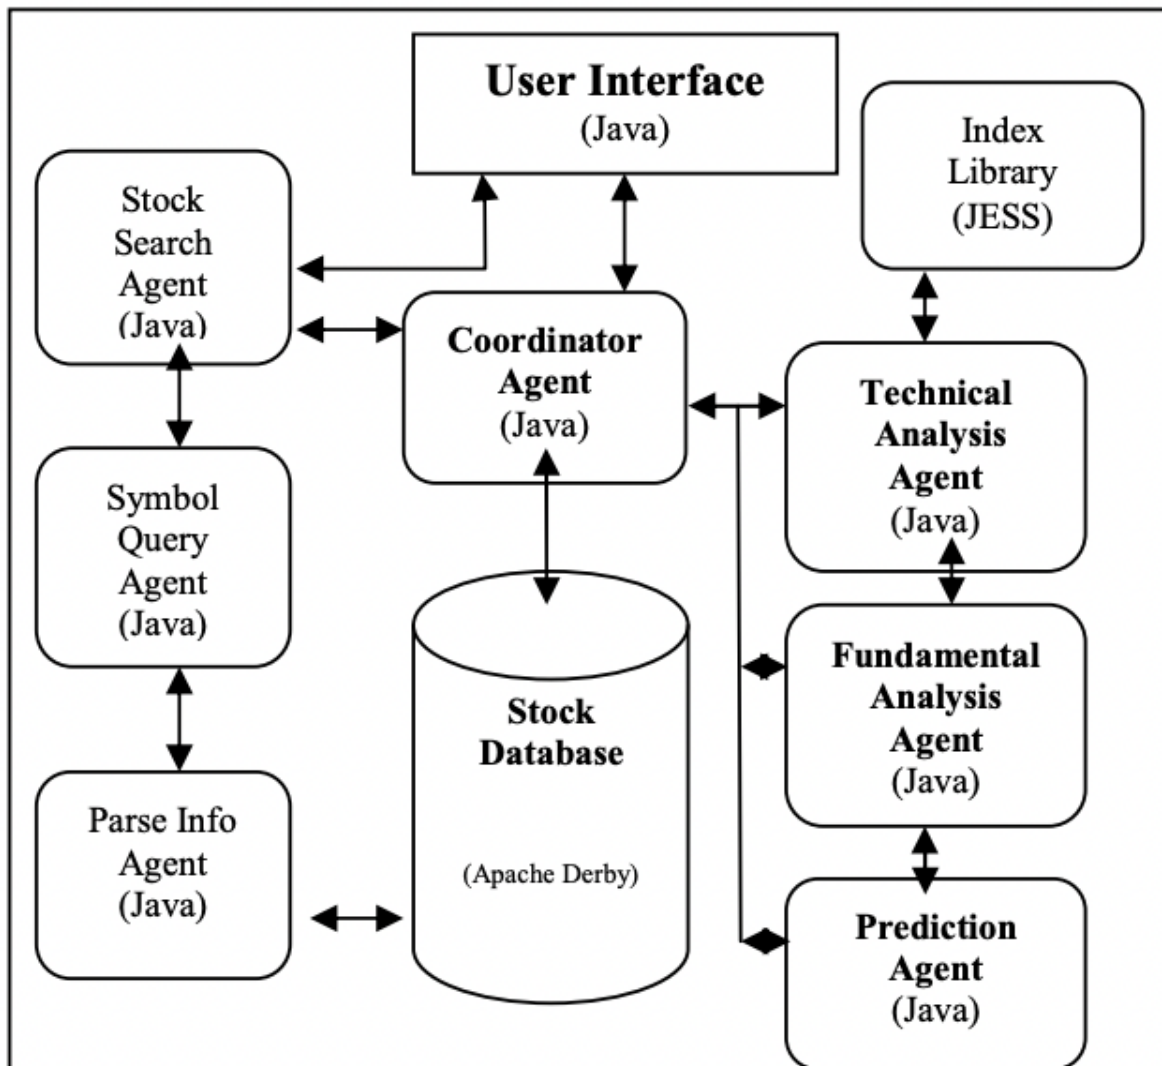 User Interface
(Java)
Index
Library
(JESS)
Stock
Search
Agent
(Java)
Coordinator
Agent
(Java)
Technical
Analysis
Agent
(Java)
Symbol
Query
Agent
(Java)
Stock
Database
(Apache Derby)
Fundamental
Analysis
Agent
(Java)
Parse Info
Agent
(Java)
Prediction
Agent
(Java)